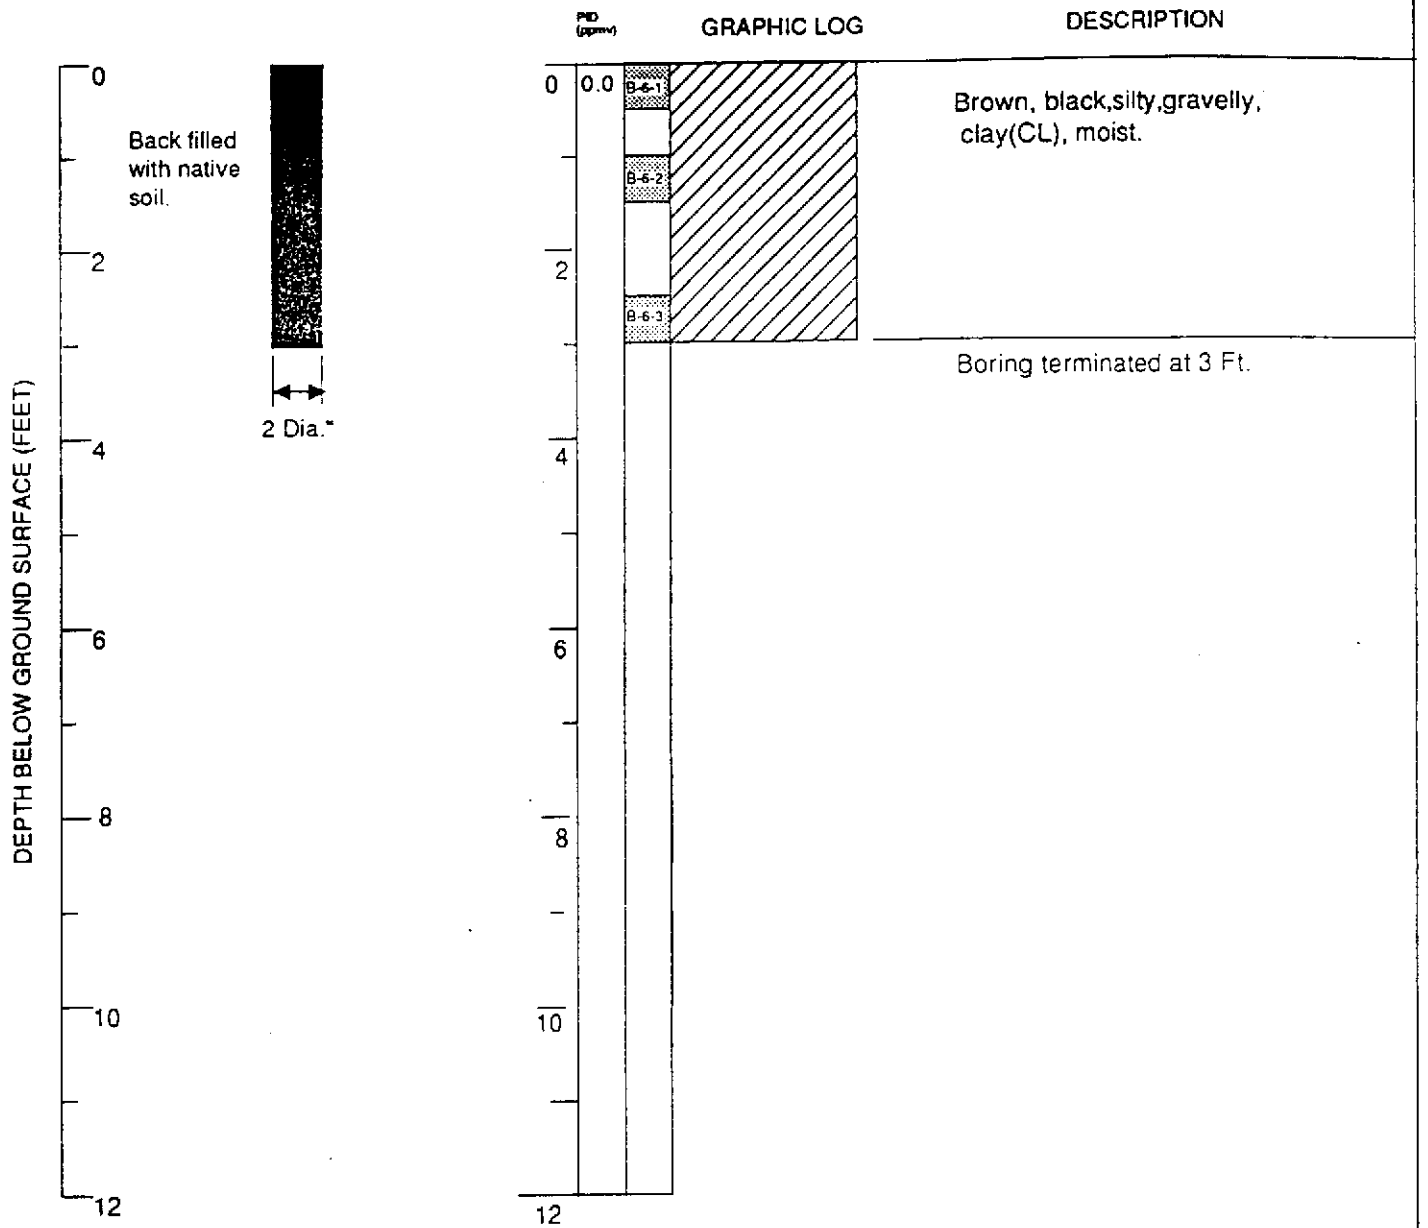 PID
(ppmv)
GRAPHIC LOG
DESCRIPTION
DEPTH BELOW GROUND SURFACE (FEET)
0
2
4
6
8
10
12
Back filled
with native
soil.
2 Dia."
0
2
4
6
8
10
12
0.0
B-6-1
B-6-2
B-6-3
Brown, black,silty,gravelly,
clay(CL), moist.
Boring terminated at 3 Ft.